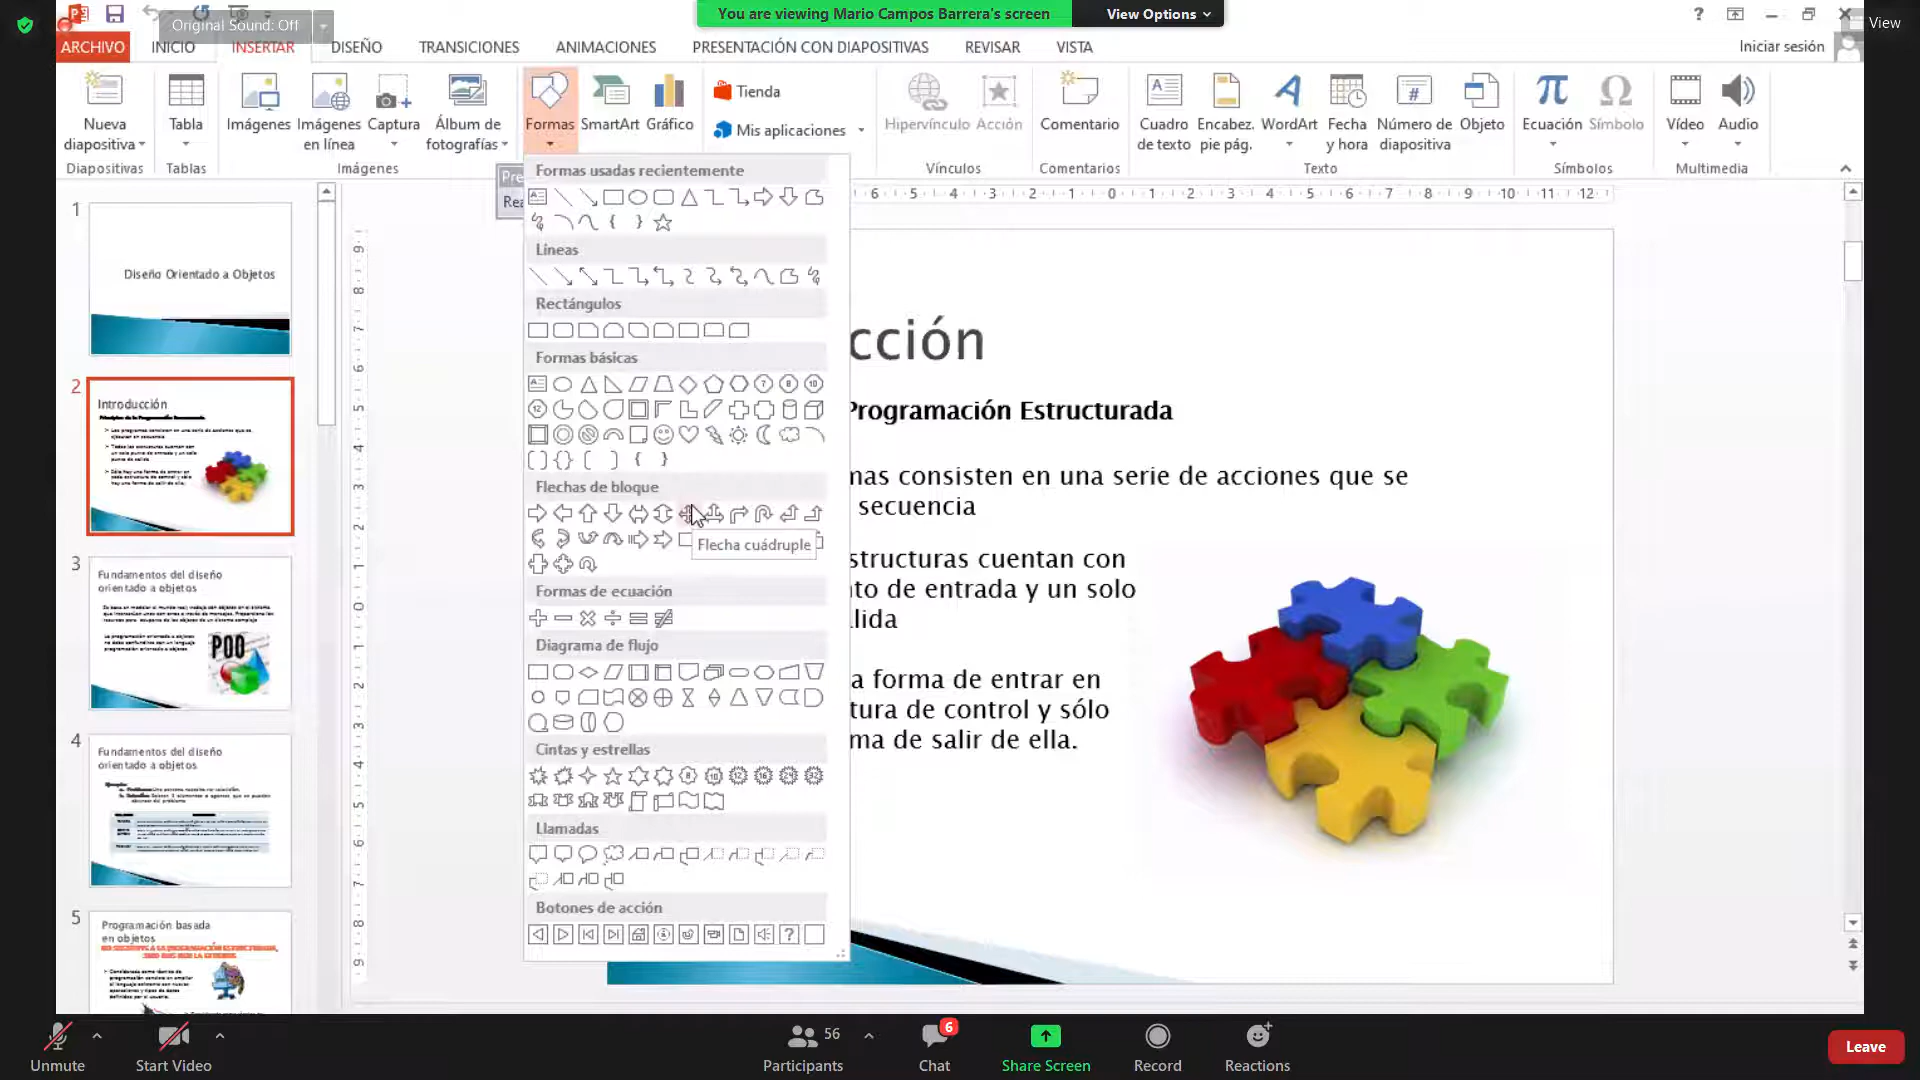 Original Sound: Off
You are viewing Mario Campos Barrera's screen
View Options
View
ARCHIVO
INICIO
INSERTAR
DISEÑO
TRANSICIONES
ANIMACIONES
PRESENTACIÓN CON DIAPOSITIVAS
REVISAR
VISTA
Iniciar sesión
Nueva diapositiva
Tabla
Imágenes
Imágenes en línea
Captura
Álbum de fotografías
Formas
SmartArt
Gráfico
Tienda
Mis aplicaciones
Hipervínculo
Acción
Comentario
Cuadro de texto
Encabez. pie pág.
WordArt
Fecha y hora
Número de diapositiva
Objeto
Ecuación
Símbolo
Vídeo
Audio
Diapositivas
Tablas
Imágenes
Vínculos
Comentarios
Texto
Símbolos
Multimedia
Formas usadas recientemente
Líneas
Rectángulos
Formas básicas
Flechas de bloque
Flecha cuádruple
Formas de ecuación
Diagrama de flujo
Cintas y estrellas
Llamadas
Botones de acción
1
Diseño Orientado a Objetos
2
Introducción
3
Fundamentos del diseño
orientado a objetos
POO
4
Fundamentos del diseño
orientado a objetos
5
Programación basada
en objetos
cción
Programación Estructurada
mas consisten en una serie de acciones que se
secuencia
structuras cuentan con
to de entrada y un solo
lida
a forma de entrar en
tura de control y sólo
ma de salir de ella.
Unmute
Start Video
Participants
56
Chat
6
Share Screen
Record
Reactions
Leave